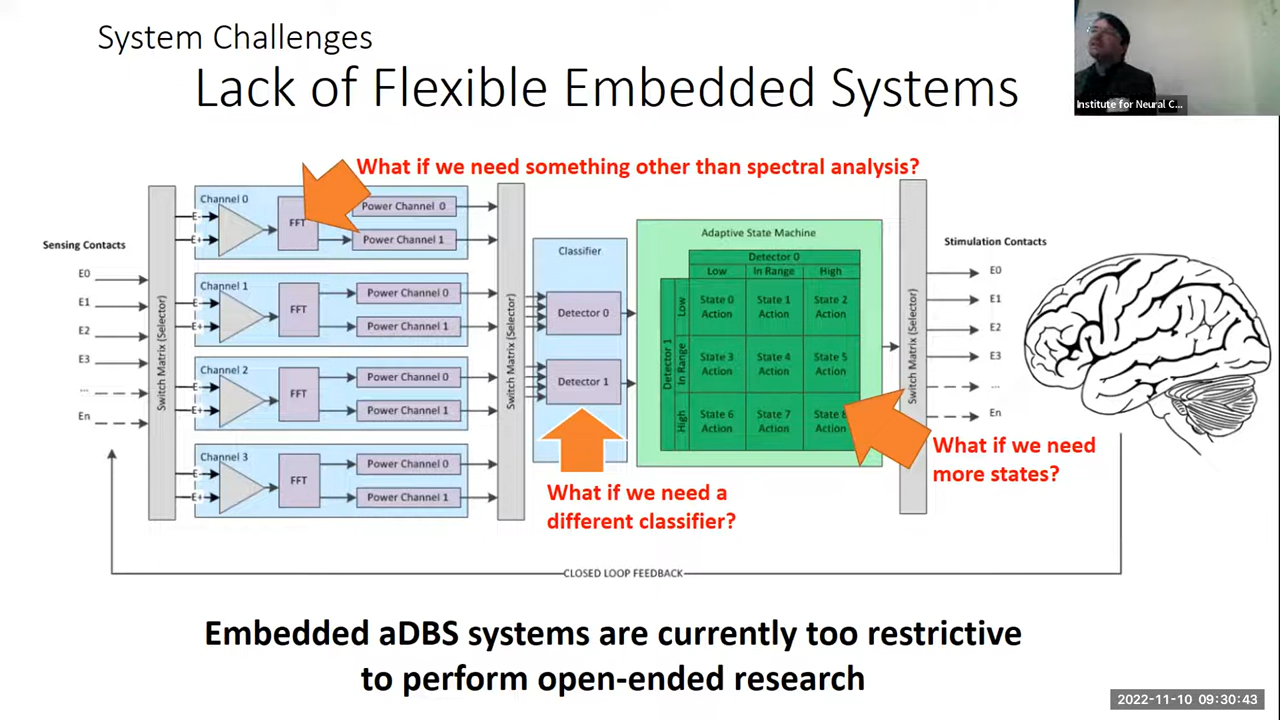 System Challenges
Lack of Flexible Embedded Systems
Institute for Neural C...
What if we need something other than spectral analysis?
Sensing Contacts
E0
E1
E2
E3
...
En
Switch Matrix (Selector)
Channel 0
E-
E+
FFT
Power Channel 0
Power Channel 1
Channel 1
E-
E+
FFT
Power Channel 0
Power Channel 1
Channel 2
E-
E+
FFT
Power Channel 0
Power Channel 1
Channel 3
E-
E+
FFT
Power Channel 0
Power Channel 1
Switch Matrix (Selector)
Classifier
Detector 0
Detector 1
What if we need a
different classifier?
Adaptive State Machine
Detector 0
Low
In Range
High
Detector 1
Low
In Range
High
State 0
Action
State 1
Action
State 2
Action
State 3
Action
State 4
Action
State 5
Action
State 6
Action
State 7
Action
State 8
Action
What if we need
more states?
Switch Matrix (Selector)
Stimulation Contacts
E0
E1
E2
E3
...
En
CLOSED LOOP FEEDBACK
Embedded aDBS systems are currently too restrictive
to perform open-ended research
2022-11-10 09:30:43